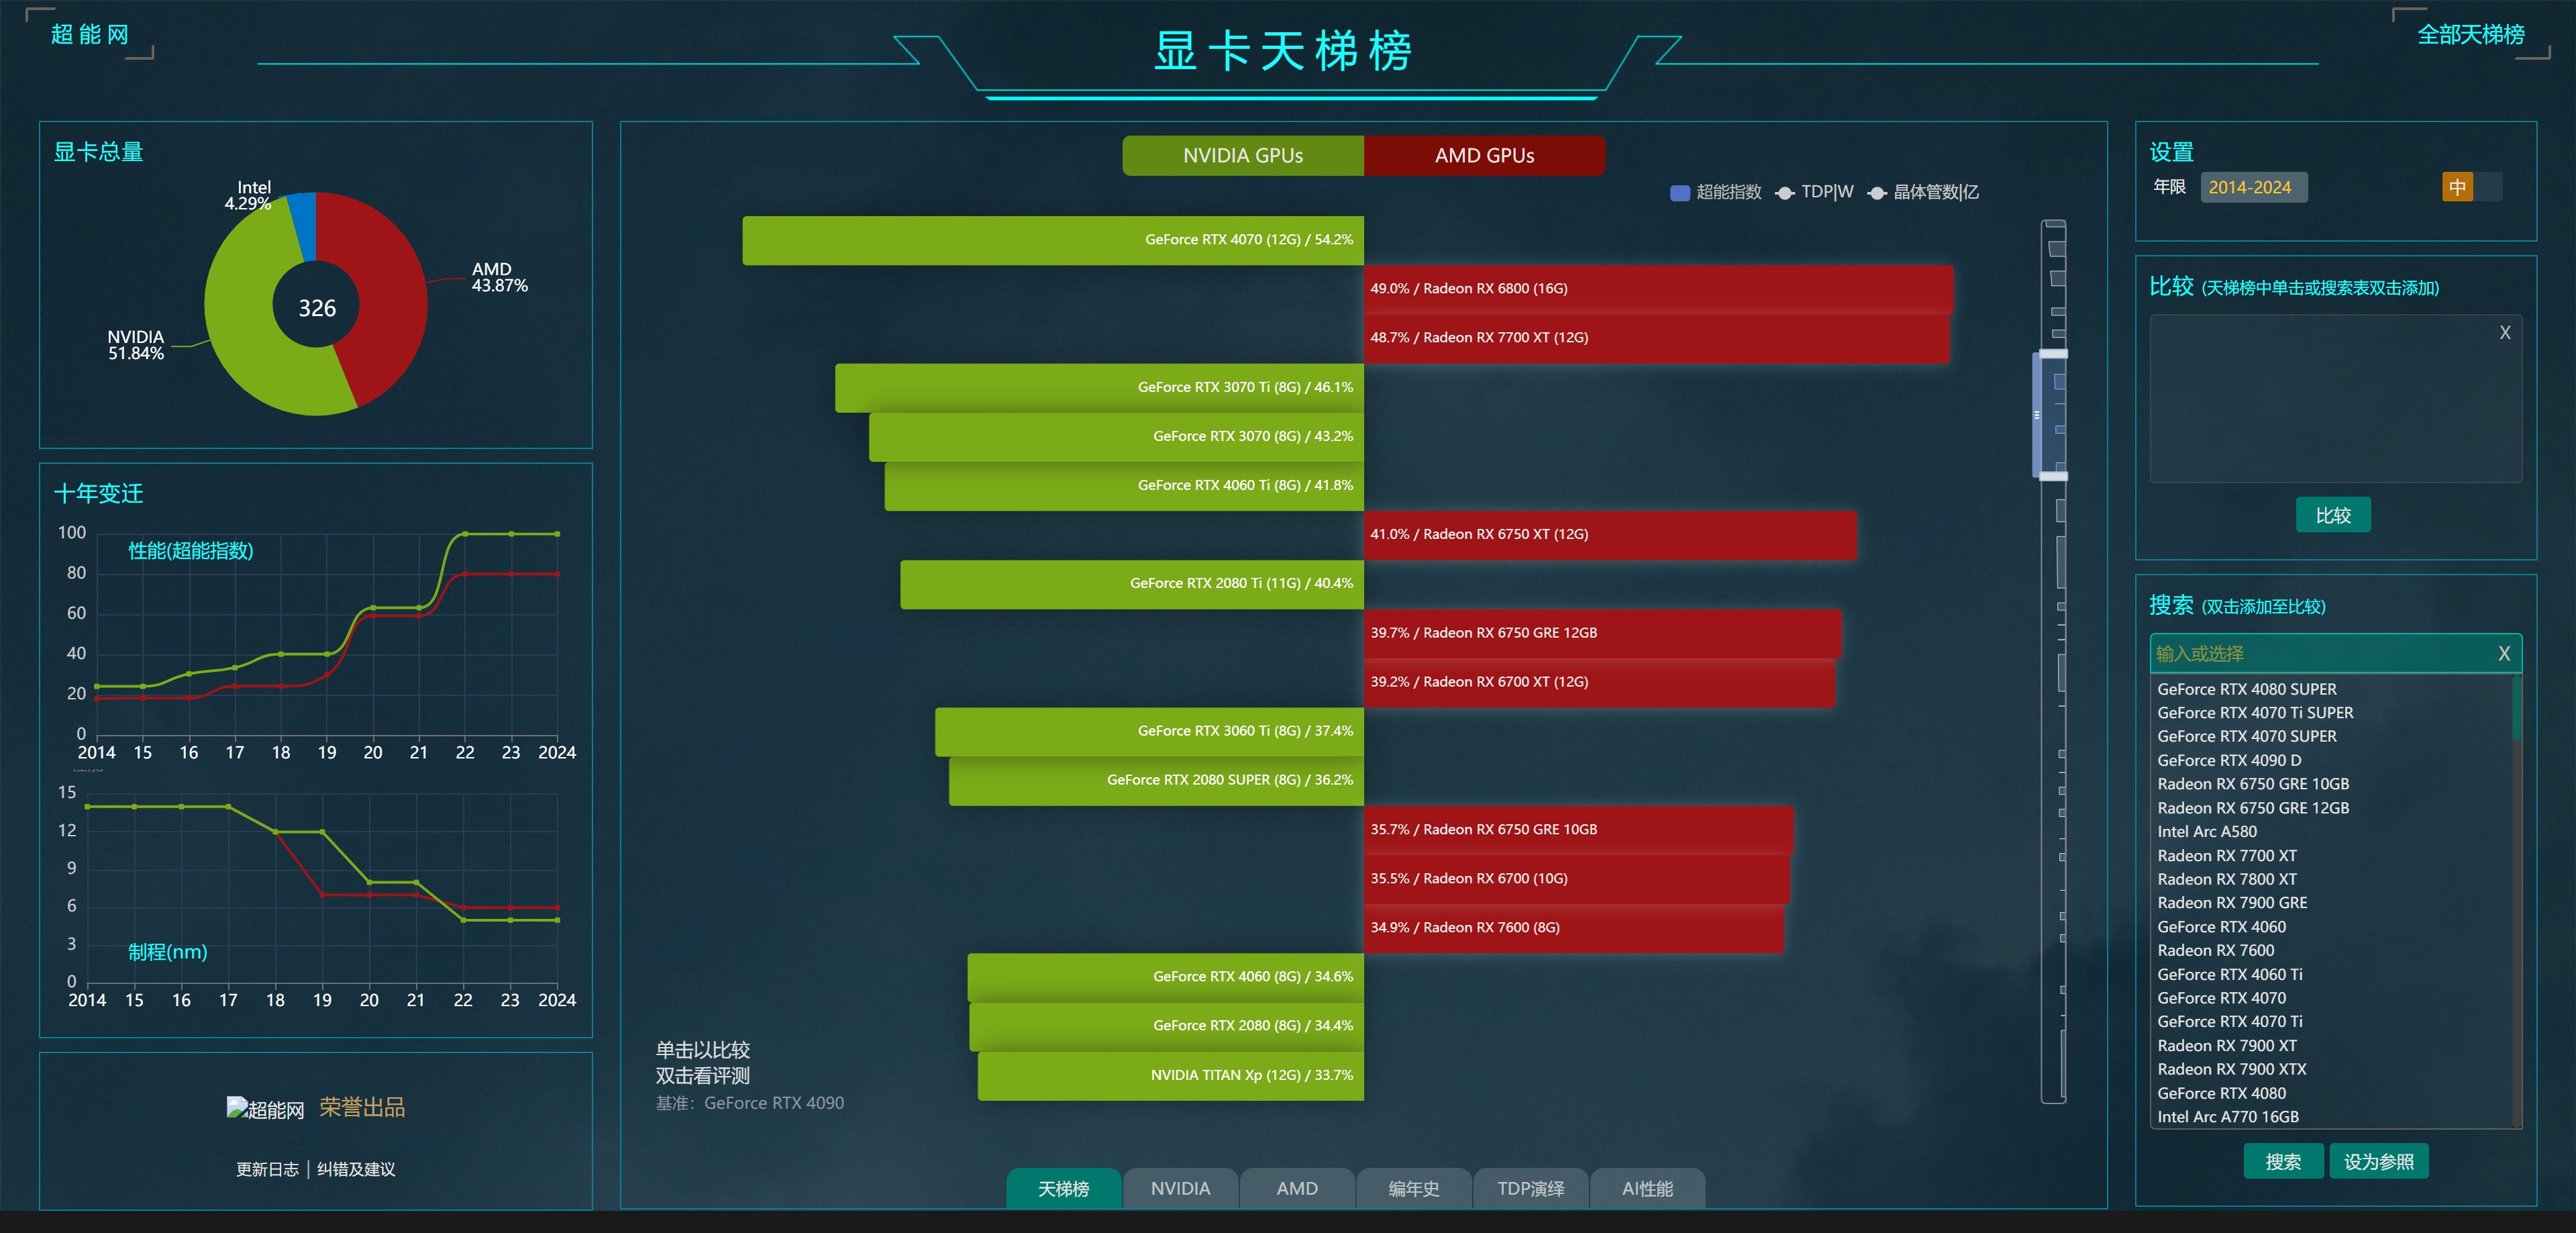 超能网
显卡天梯榜
全部天梯榜
显卡总量
Intel
4.29%
AMD
43.87%
326
NVIDIA
51.84%
十年变迁
100
80
60
40
20
0
性能(超能指数)
2014 15 16 17 18 19 20 21 22 23 2024
15
12
9
6
3
0
制程(nm)
2014 15 16 17 18 19 20 21 22 23 2024
超能网 荣誉出品
更新日志 | 纠错及建议
NVIDIA GPUs AMD GPUs
超能指数 TDP|W 晶体管数|亿
GeForce RTX 4070 (12G) / 54.2%
49.0% / Radeon RX 6800 (16G)
48.7% / Radeon RX 7700 XT (12G)
GeForce RTX 3070 Ti (8G) / 46.1%
GeForce RTX 3070 (8G) / 43.2%
GeForce RTX 4060 Ti (8G) / 41.8%
41.0% / Radeon RX 6750 XT (12G)
GeForce RTX 2080 Ti (11G) / 40.4%
39.7% / Radeon RX 6750 GRE 12GB
39.2% / Radeon RX 6700 XT (12G)
GeForce RTX 3060 Ti (8G) / 37.4%
GeForce RTX 2080 SUPER (8G) / 36.2%
35.7% / Radeon RX 6750 GRE 10GB
35.5% / Radeon RX 6700 (10G)
34.9% / Radeon RX 7600 (8G)
GeForce RTX 4060 (8G) / 34.6%
GeForce RTX 2080 (8G) / 34.4%
NVIDIA TITAN Xp (12G) / 33.7%
单击以比较
双击看评测
基准：GeForce RTX 4090
天梯榜 NVIDIA AMD 编年史 TDP演绎 AI性能
设置
年限 2014-2024 中
比较 (天梯榜中单击或搜索表双击添加)
X
比较
搜索 (双击添加至比较)
输入或选择 X
GeForce RTX 4080 SUPER
GeForce RTX 4070 Ti SUPER
GeForce RTX 4070 SUPER
GeForce RTX 4090 D
Radeon RX 6750 GRE 10GB
Radeon RX 6750 GRE 12GB
Intel Arc A580
Radeon RX 7700 XT
Radeon RX 7800 XT
Radeon RX 7900 GRE
GeForce RTX 4060
Radeon RX 7600
GeForce RTX 4060 Ti
GeForce RTX 4070
GeForce RTX 4070 Ti
Radeon RX 7900 XT
Radeon RX 7900 XTX
GeForce RTX 4080
Intel Arc A770 16GB
搜索 设为参照